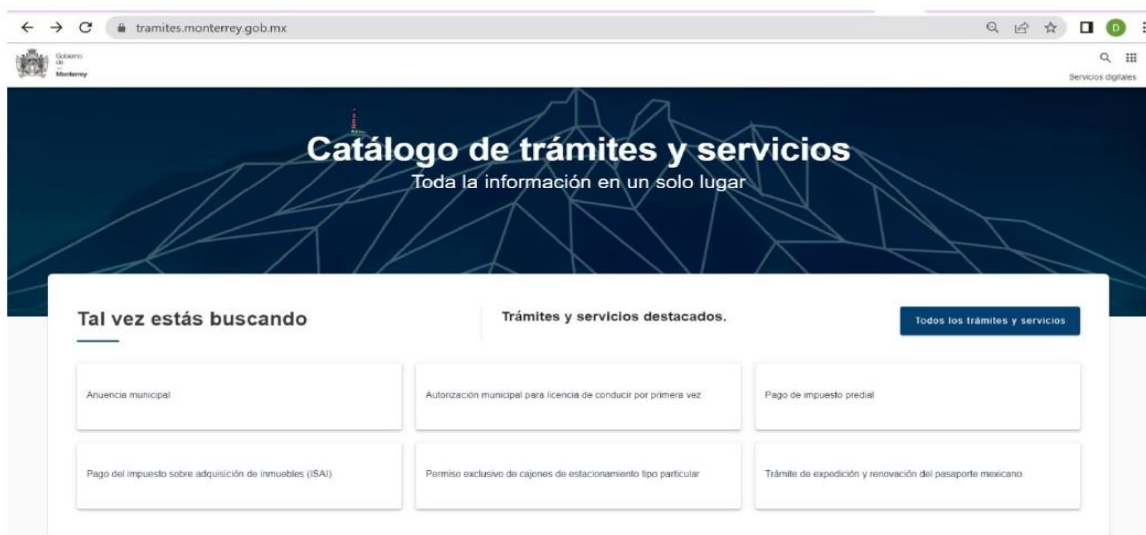 tramites.monterrey.gob.mx
D
Gobierno
de
Monterrey
Servicios digitales
Catálogo de trámites y servicios
Toda la información en un solo lugar
Tal vez estás buscando
Trámites y servicios destacados.
Todos los trámites y servicios
Anuencia municipal
Autorización municipal para licencia de conducir por primera vez
Pago de impuesto predial
Pago del impuesto sobre adquisición de inmuebles (ISAI)
Permiso exclusivo de cajones de estacionamiento tipo particular
Trámite de expedición y renovación del pasaporte mexicano